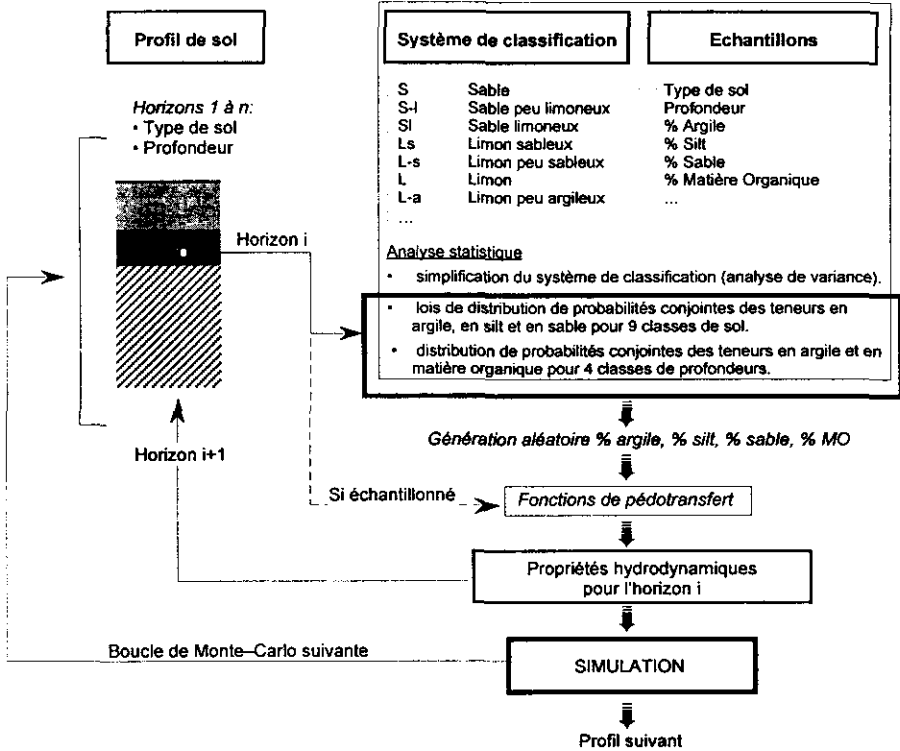 Profil de sol
Horizons 1 à n:
• Type de sol
• Profondeur
Horizon i
Horizon i+1
Système de classification
Echantillons
S Sable
S-l Sable peu limoneux
Sl Sable limoneux
Ls Limon sableux
L-s Limon peu sableux
L Limon
L-a Limon peu argileux
...
Type de sol
Profondeur
% Argile
% Silt
% Sable
% Matière Organique
...
Analyse statistique
• simplification du système de classification (analyse de variance).
• lois de distribution de probabilités conjointes des teneurs en
argile, en silt et en sable pour 9 classes de sol.
• distribution de probabilités conjointes des teneurs en argile et en
matière organique pour 4 classes de profondeurs.
Génération aléatoire % argile, % silt, % sable, % MO
Si échantillonné
Fonctions de pédotransfert
Propriétés hydrodynamiques
pour l'horizon i
Boucle de Monte–Carlo suivante
SIMULATION
Profil suivant